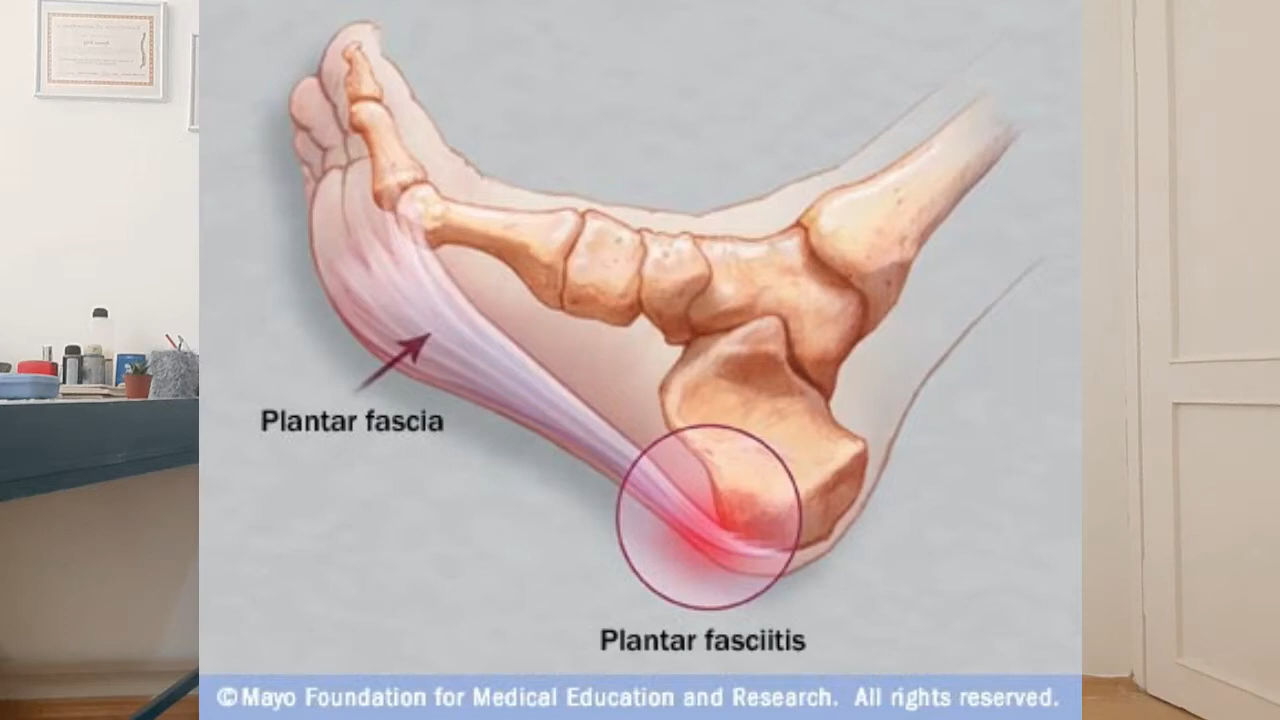 Plantar fascia
Plantar fasciitis
©Mayo Foundation for Medical Education and Research. All rights reserved.